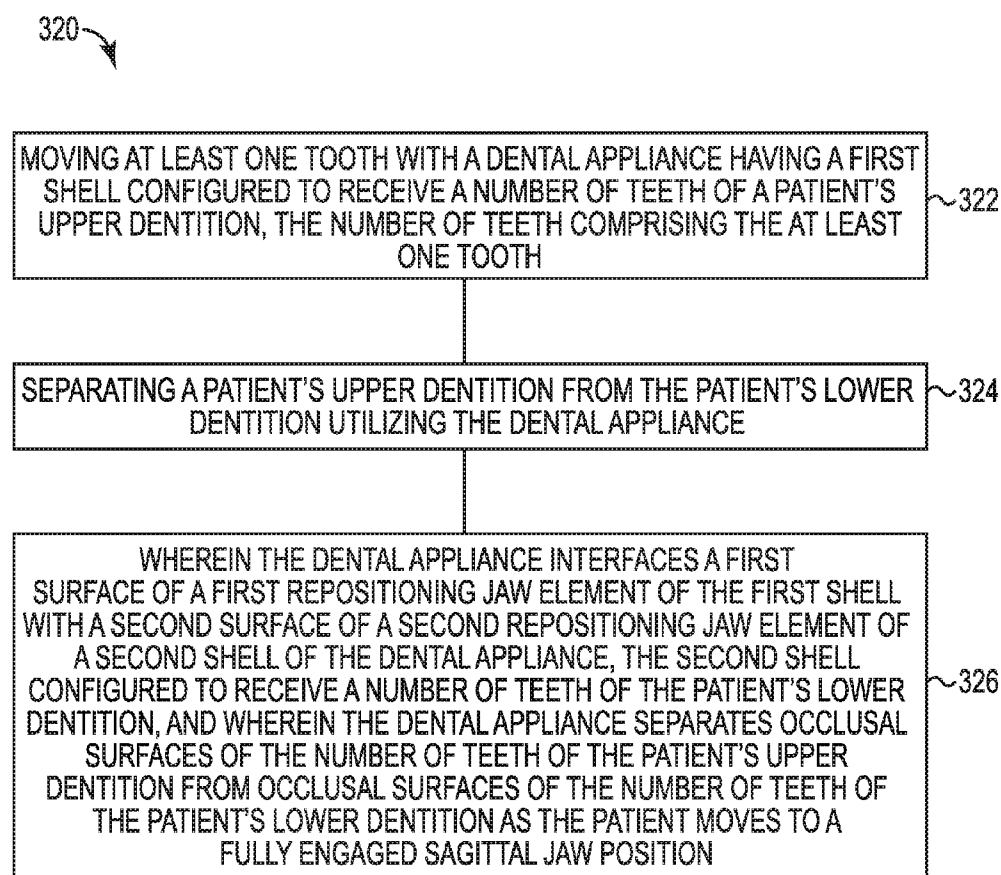 320
MOVING AT LEAST ONE TOOTH WITH A DENTAL APPLIANCE HAVING A FIRST
SHELL CONFIGURED TO RECEIVE A NUMBER OF TEETH OF A PATIENT'S
UPPER DENTITION, THE NUMBER OF TEETH COMPRISING THE AT LEAST
ONE TOOTH
322
SEPARATING A PATIENT'S UPPER DENTITION FROM THE PATIENT'S LOWER
DENTITION UTILIZING THE DENTAL APPLIANCE
324
WHEREIN THE DENTAL APPLIANCE INTERFACES A FIRST
SURFACE OF A FIRST REPOSITIONING JAW ELEMENT OF THE FIRST SHELL
WITH A SECOND SURFACE OF A SECOND REPOSITIONING JAW ELEMENT OF
A SECOND SHELL OF THE DENTAL APPLIANCE, THE SECOND SHELL
CONFIGURED TO RECEIVE A NUMBER OF TEETH OF THE PATIENT'S LOWER
DENTITION, AND WHEREIN THE DENTAL APPLIANCE SEPARATES OCCLUSAL
SURFACES OF THE NUMBER OF TEETH OF THE PATIENT'S UPPER
DENTITION FROM OCCLUSAL SURFACES OF THE NUMBER OF TEETH OF
THE PATIENT'S LOWER DENTITION AS THE PATIENT MOVES TO A
FULLY ENGAGED SAGITTAL JAW POSITION
326